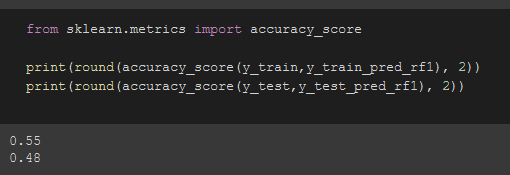 from sklearn.metrics import accuracy_score
print(round(accuracy_score(y_train,y_train_pred_rf1), 2))
print(round(accuracy_score(y_test,y_test_pred_rf1), 2))
0.55
0.48